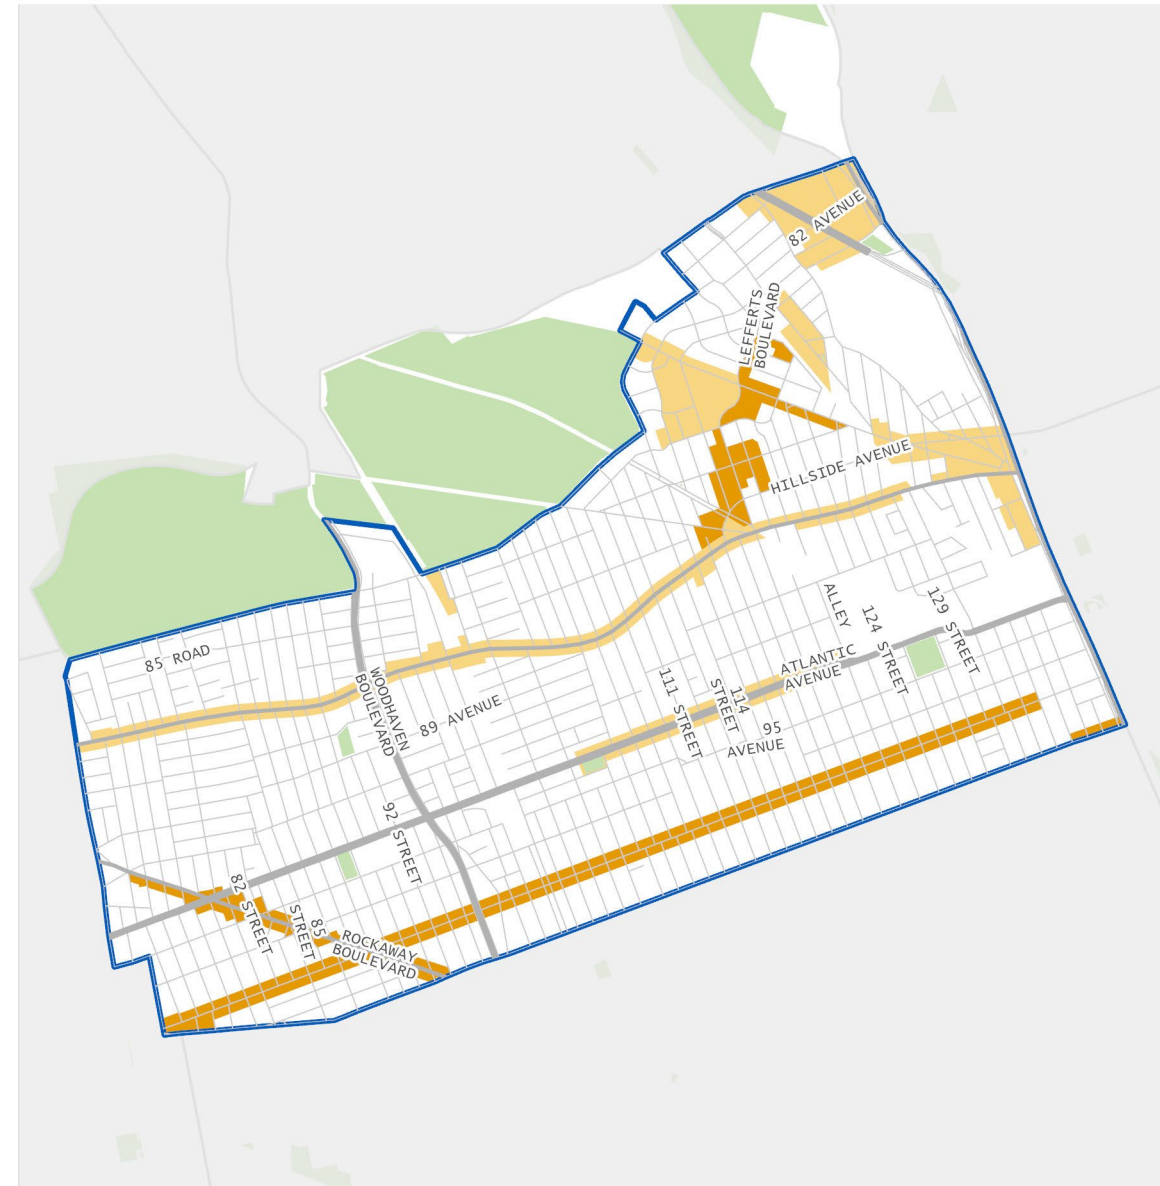 82 AVENUE
LEFFERTS
BOULEVARD
HILLSIDE AVENUE
85 ROAD
WOODHAVEN
BOULEVARD
89 AVENUE
ALLEY
124 STREET
129 STREET
ATLANTIC
AVENUE
111 STREET
114
STREET
95
AVENUE
92 STREET
82 STREET
85
STREET
ROCKAWAY
BOULEVARD